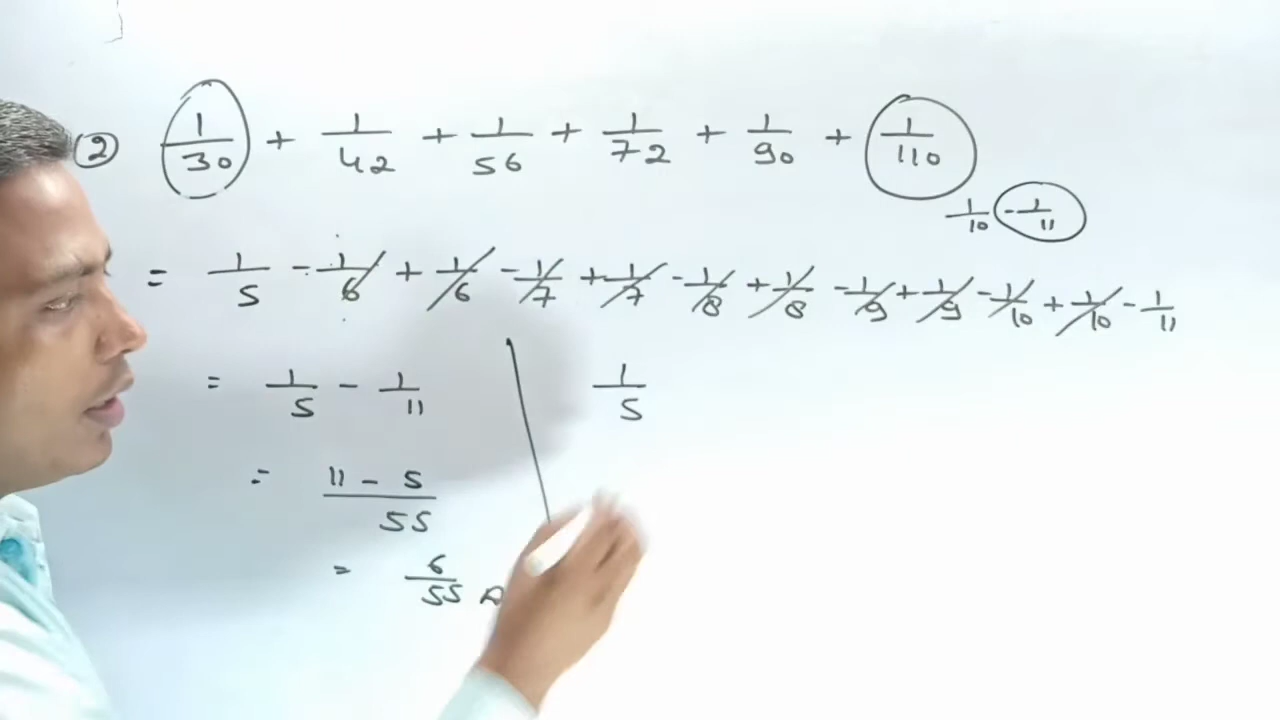 ② 1/30 + 1/42 + 1/56 + 1/72 + 1/90 + 1/110
1/10 - 1/11
= 1/5 - 1/6 + 1/6 - 1/7 + 1/7 - 1/8 + 1/8 - 1/9 + 1/9 - 1/10 + 1/10 - 1/11
= 1/5 - 1/11
= 11 - 5/55
= 6/55
1/5